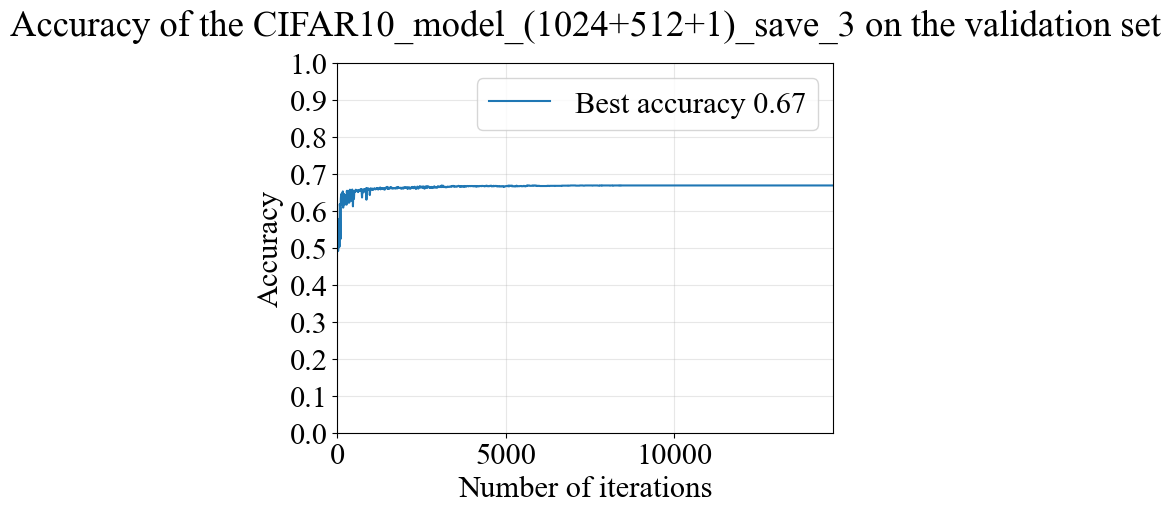 Accuracy of the CIFAR10_model_(1024+512+1)_save_3 on the validation set
1.0
0.9
0.8
0.7
0.6
0.5
0.4
0.3
0.2
0.1
0.0
Accuracy
Best accuracy 0.67
0 5000 10000
Number of iterations